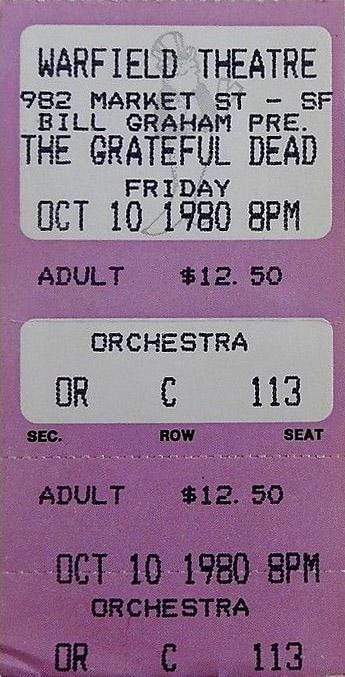 WARFIELD THEATRE
982 MARKET ST - SF
BILL GRAHAM PRE.
THE GRATEFUL DEAD
FRIDAY
OCT 10 1980 8PM
ADULT $12.50
ORCHESTRA
OR C 113
SEC. ROW SEAT
ADULT $12.50
OCT 10 1980 8PM
ORCHESTRA
OR C 113